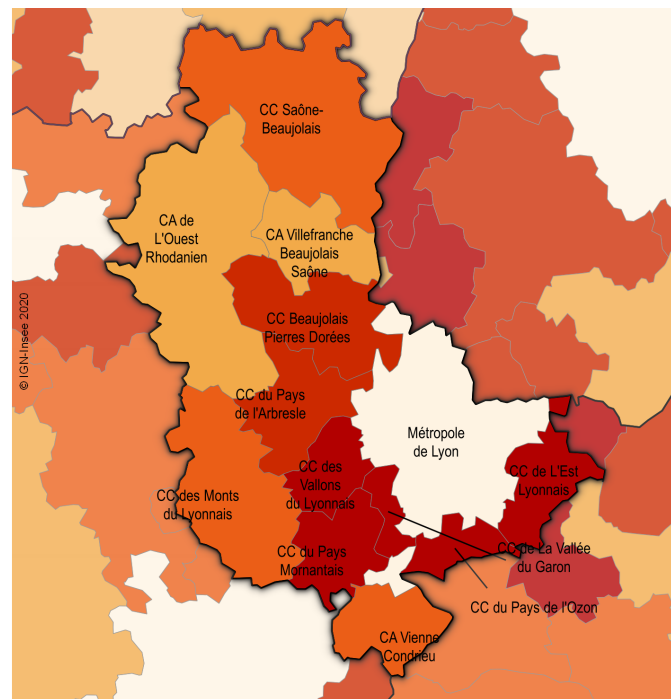 CC Saône-
Beaujolais
CA de
L'Ouest
Rhodanien
CA Villefranche
Beaujolais
Saône
CC Beaujolais
Pierres Dorées
© IGN-Insee 2020
CC du Pays
de l'Arbresle
Métropole
de Lyon
CC des
Vallons
du Lyonnais
CC de L'Est
Lyonnais
CC des Monts
du Lyonnais
CC du Pays
Mornantais
CC de La Vallée
du Garon
CC du Pays de l'Ozon
CA Vienne
Condrieu